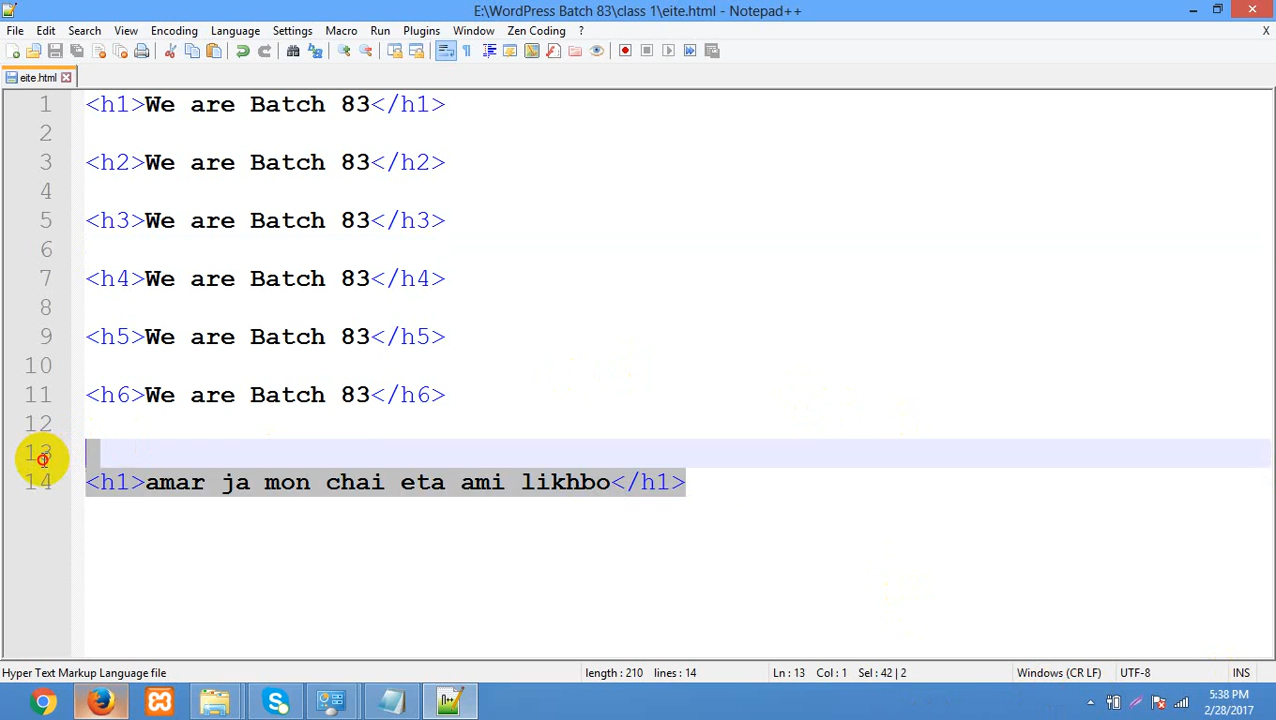 E:\WordPress Batch 83\class 1\eite.html - Notepad++
File Edit Search View Encoding Language Settings Macro Run Plugins Window Zen Coding ? X
eite.html
1 <h1>We are Batch 83</h1>
2
3 <h2>We are Batch 83</h2>
4
5 <h3>We are Batch 83</h3>
6
7 <h4>We are Batch 83</h4>
8
9 <h5>We are Batch 83</h5>
10
11 <h6>We are Batch 83</h6>
12
13
14 <h1>amar ja mon chai eta ami likhbo</h1>
Hyper Text Markup Language file length : 210 lines : 14 Ln : 13 Col : 1 Sel : 42 | 2 Windows (CR LF) UTF-8 INS
5:38 PM
2/28/2017